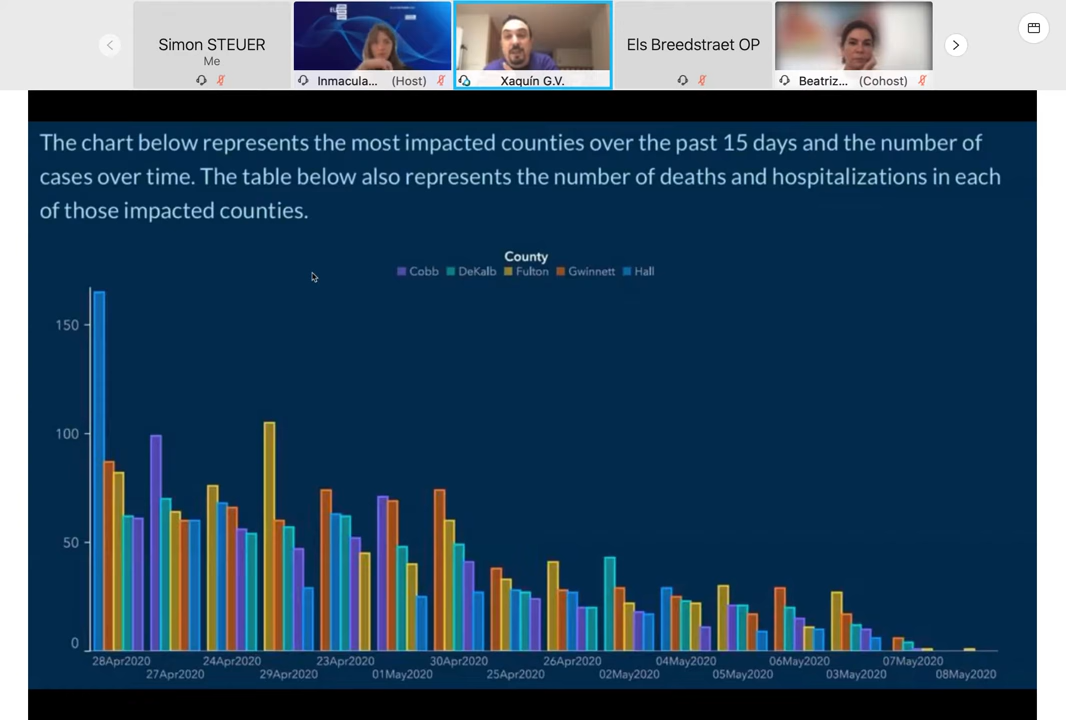 Simon STEUER
Me
Inmacula... (Host)
Xaquín G.V.
Els Breedstraet OP
Beatriz... (Cohost)
The chart below represents the most impacted counties over the past 15 days and the number of
cases over time. The table below also represents the number of deaths and hospitalizations in each
of those impacted counties.
County
Cobb DeKalb Fulton Gwinnett Hall
150
100
50
0
28Apr2020 24Apr2020 23Apr2020 30Apr2020 26Apr2020 04May2020 06May2020 07May2020
27Apr2020 29Apr2020 01May2020 25Apr2020 02May2020 05May2020 03May2020 08May2020